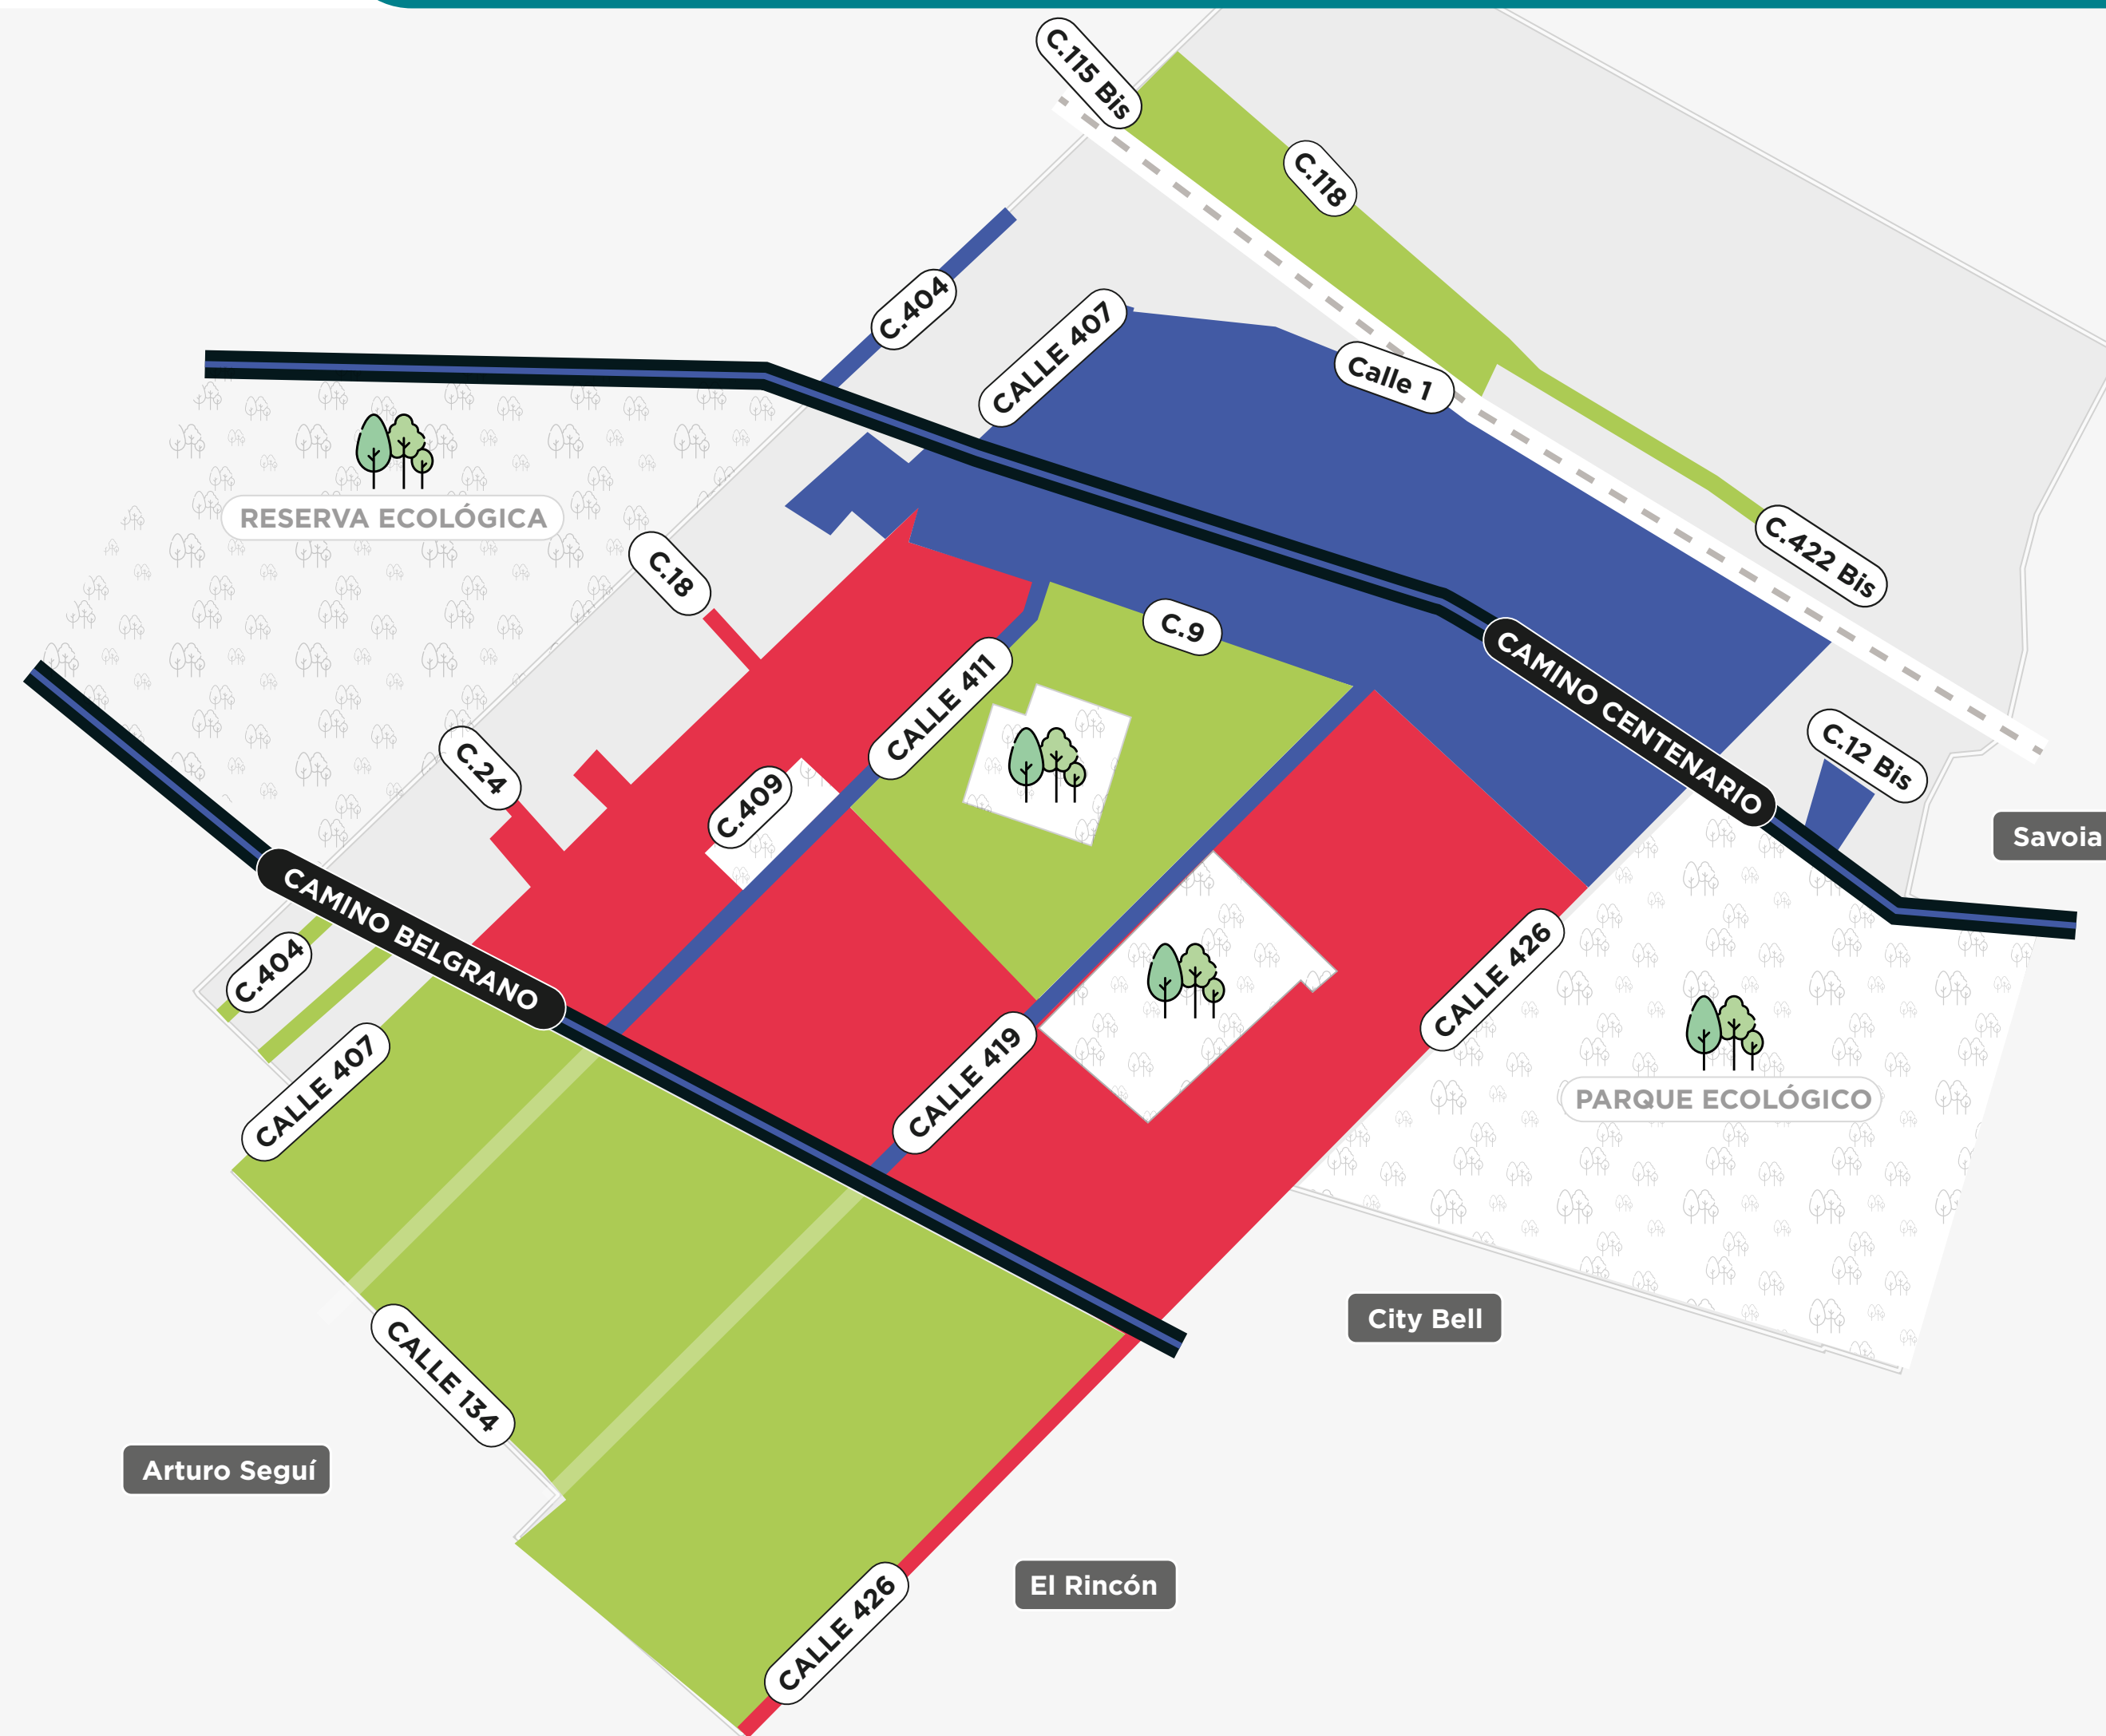 C.115 Bis
C.118
C.404
CALLE 407
Calle 1
RESERVA ECOLÓGICA
C.18
C.422 Bis
C.9
CALLE 411
CAMINO CENTENARIO
C.24
C.409
C.12 Bis
Savoia
CAMINO BELGRANO
C.404
CALLE 426
CALLE 407
CALLE 419
PARQUE ECOLÓGICO
City Bell
CALLE 134
Arturo Seguí
El Rincón
CALLE 426